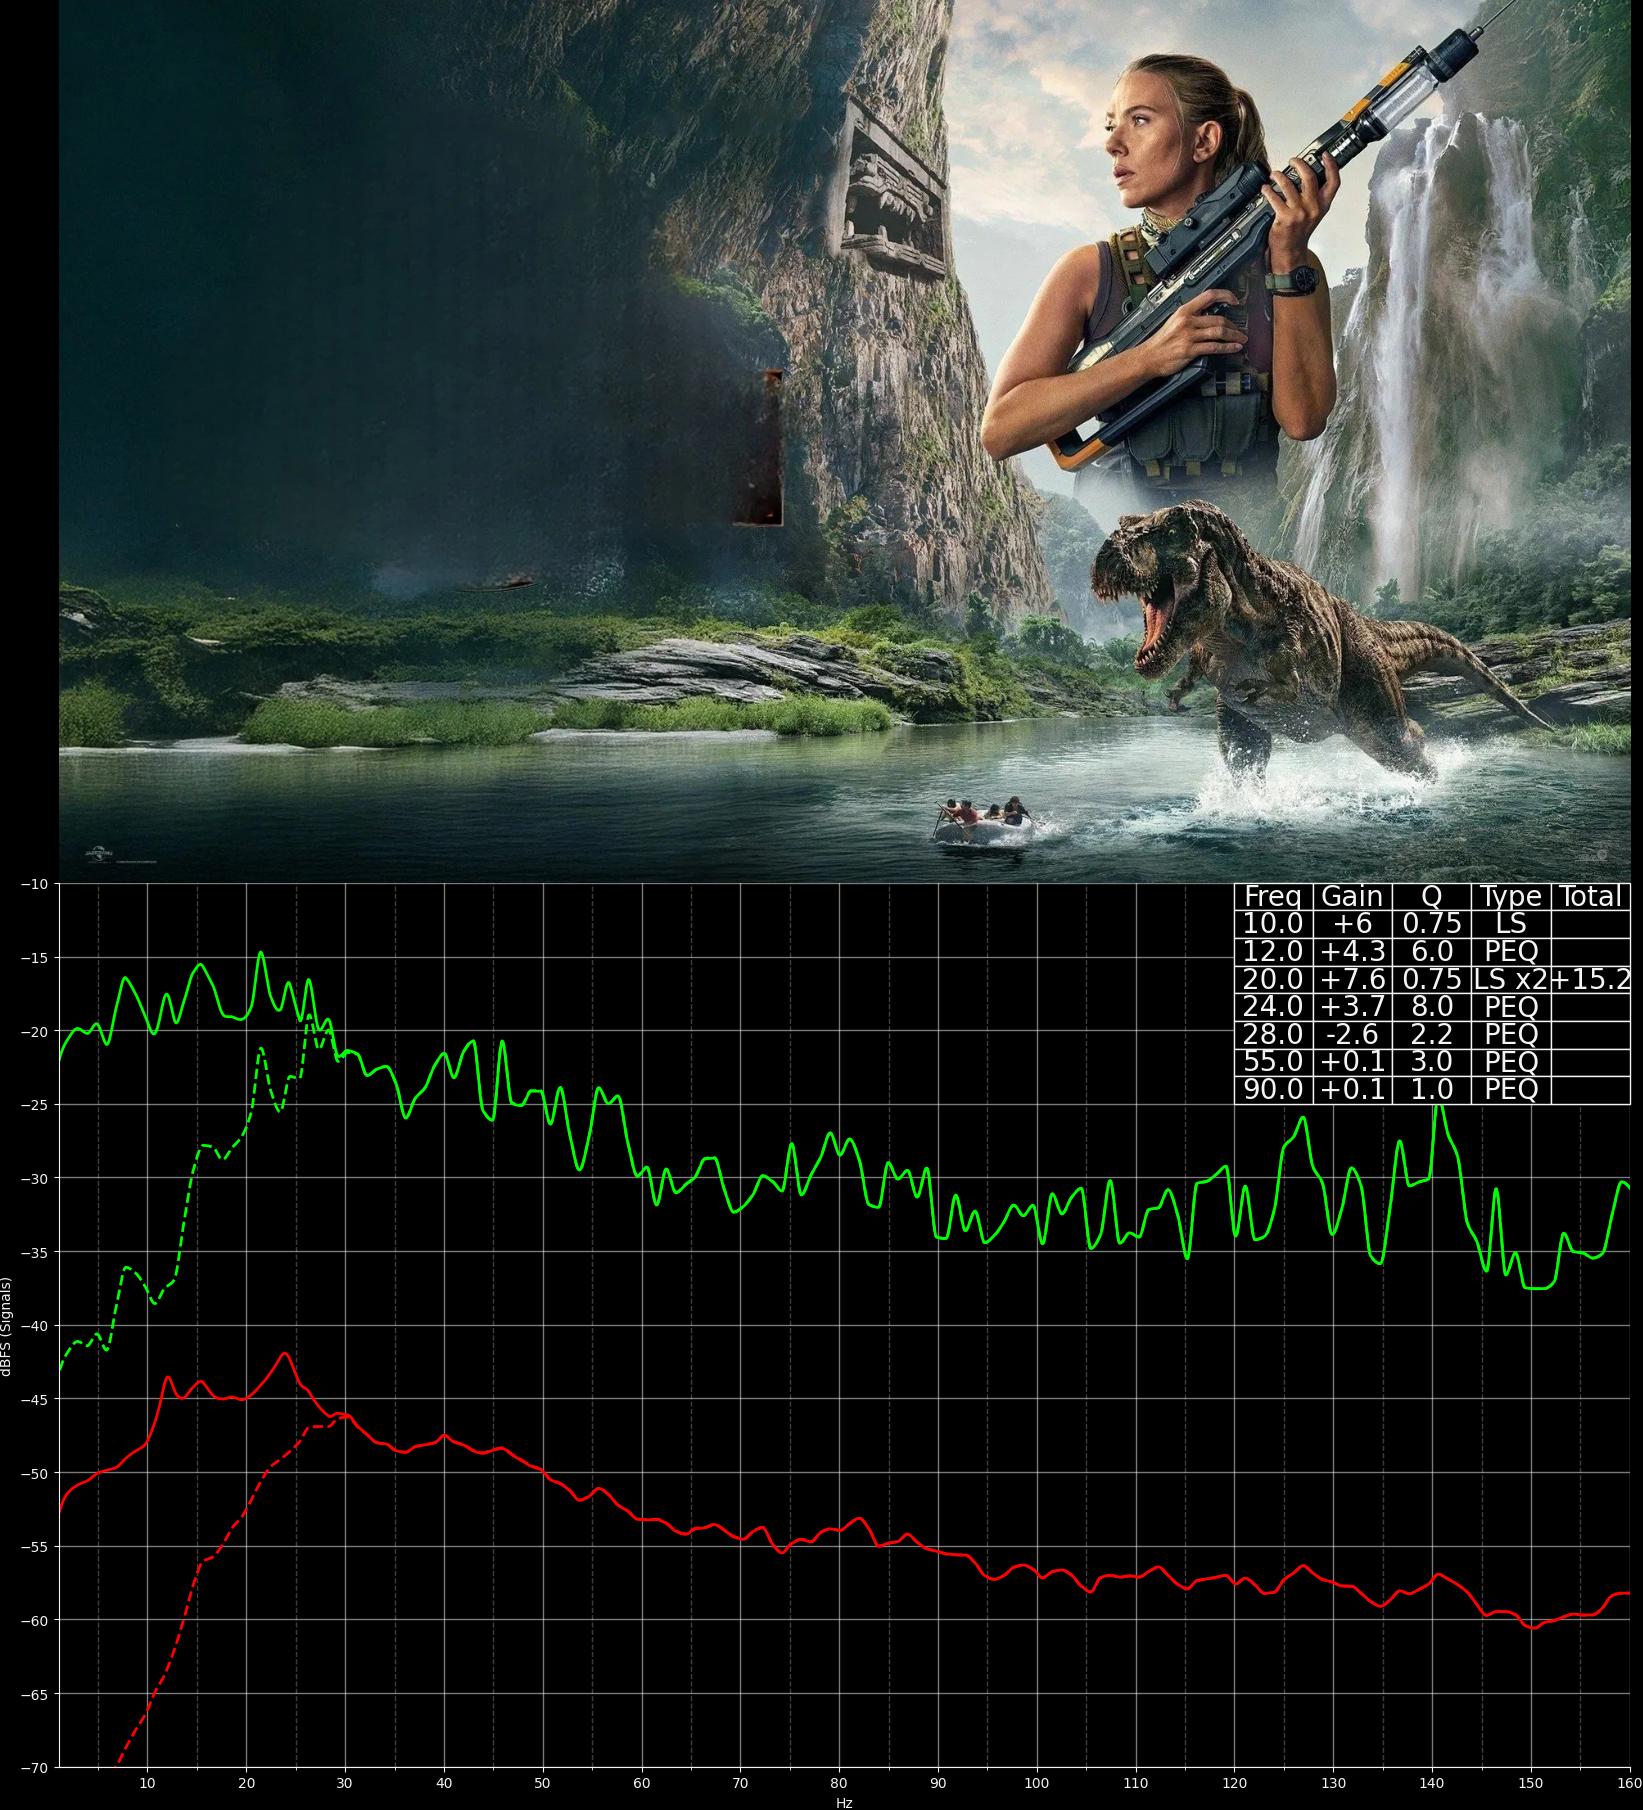 Freq Gain Q Type Total
10.0 +6 0.75 LS
12.0 +4.3 6.0 PEQ
20.0 +7.6 0.75 LS x2 +15.2
24.0 +3.7 8.0 PEQ
28.0 -2.6 2.2 PEQ
55.0 +0.1 3.0 PEQ
90.0 +0.1 1.0 PEQ
−10
−15
−20
−25
−30
−35
−40
−45
−50
−55
−60
−65
−70
dBFS (Signals)
10 20 30 40 50 60 70 80 90 100 110 120 130 140 150 160
Hz